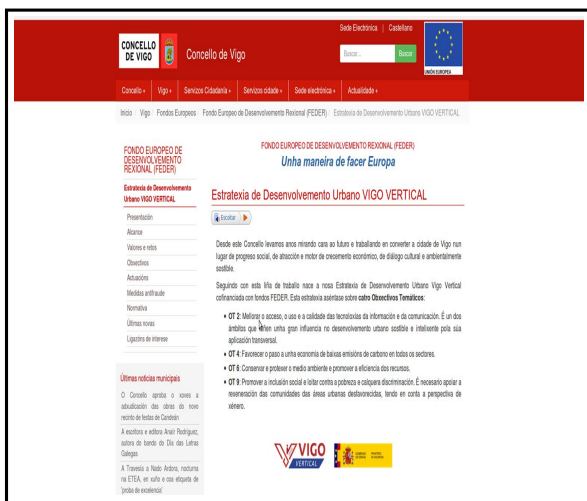 Sede Electrónica | Castellano
CONCELLO
DE VIGO
Concello de Vigo
Buscar...
Buscar
UNIÓN EUROPEA
Concello + Vigo + Servizos Cidadanía + Servizos cidade + Sede electrónica + Actualidade +
Inicio / Vigo / Fondos Europeos / Fondo Europeo de Desenvolvemento Rexional (FEDER) / Estratexia de Desenvolvemento Urbano VIGO VERTICAL
FONDO EUROPEO DE
DESENVOLVEMENTO
REXIONAL (FEDER)
Estratexia de Desenvolvemento
Urbano VIGO VERTICAL
Presentación
Alcance
Valores e retos
Obxectivos
Actuacións
Medidas antifraude
Normativa
Últimas novas
Ligazóns de interese
Últimas noticias municipais
O Concello aproba o xoves a
adxudicación das obras do novo
recinto de festas de Candeán
A escritora e editora Anaír Rodríguez,
autora do bando do Día das Letras
Galegas
A Travesía a Nado Ardora, nocturna
na ETEA, en xuño e coa etiqueta de
'proba de excelencia'
FONDO EUROPEO DE DESENVOLVEMENTO REXIONAL (FEDER)
Unha maneira de facer Europa
Estratexia de Desenvolvemento Urbano VIGO VERTICAL
Escoitar
Desde este Concello levamos anos mirando cara ao futuro e traballando en converter a cidade de Vigo nun
lugar de progreso social, de atracción e motor de crecemento económico, de diálogo cultural e ambientalmente
sostible.
Seguindo con esta liña de traballo nace a nosa Estratexia de Desenvolvemento Urbano Vigo Vertical
cofinanciada con fondos FEDER. Esta estratexia aséntase sobre catro Obxectivos Temáticos:
• OT 2: Mellorar o acceso, o uso e a calidade das tecnoloxías da información e da comunicación. É un dos
ámbitos que teñen unha gran influencia no desenvolvemento urbano sostible e intelixente pola súa
aplicación transversal.
• OT 4: Favorecer o paso a unha economía de baixas emisións de carbono en todos os sectores.
• OT 6: Conservar e protexer o medio ambiente e promover a eficiencia dos recursos.
• OT 9: Promover a inclusión social e loitar contra a pobreza e calquera discriminación. É necesario apoiar a
rexeneración das comunidades das áreas urbanas desfavorecidas, tendo en conta a perspectiva de
xénero.
VIGO
VERTICAL